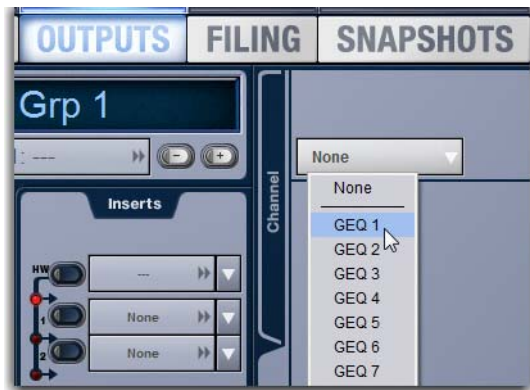 OUTPUTS FILING SNAPSHOTS
Grp 1
: ---
None
Channel
Inserts
None
HW ---
GEQ 1
GEQ 2
GEQ 3
1 None
GEQ 4
GEQ 5
2 None
GEQ 6
GEQ 7